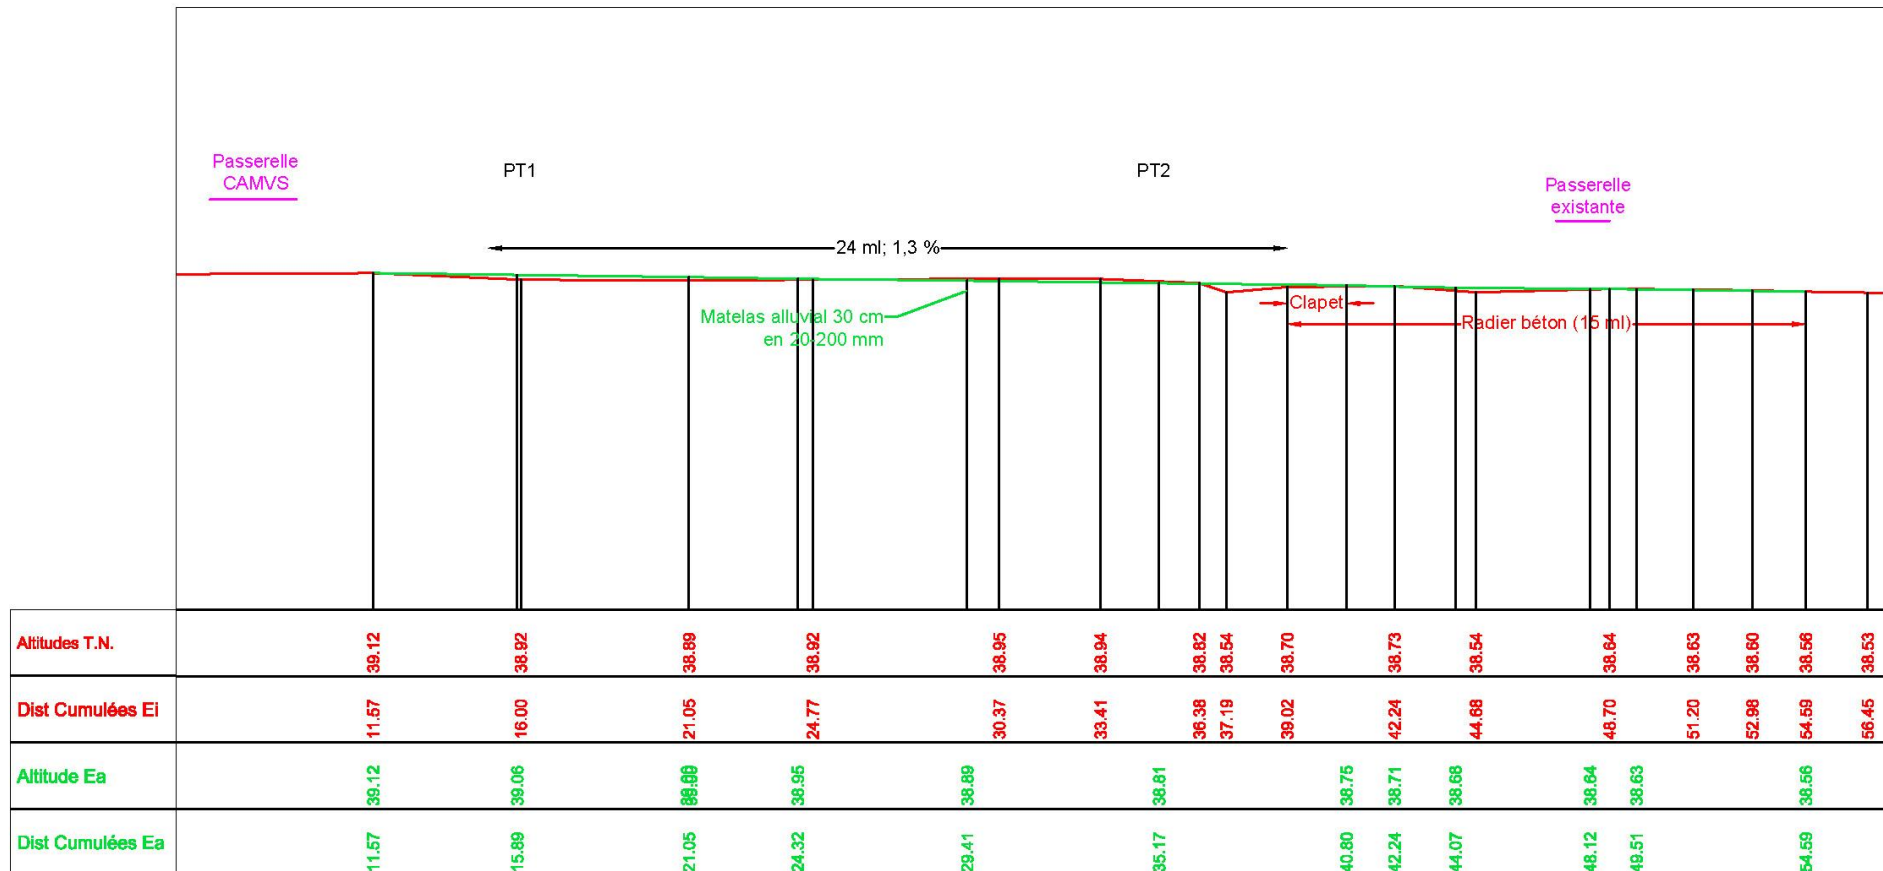 Passerelle
CAMVS
PT1
PT2
Passerelle
existante
24 ml; 1,3 %
Matelas alluvial 30 cm
en 20-200 mm
Clapet
Radier béton (15 ml)
Altitudes T.N. 39.12 38.92 38.89 38.92 38.95 38.94 38.82 38.54 38.70 38.73 38.54 38.64 38.63 38.60 38.56 38.53
Dist Cumulées Ei 11.57 16.00 21.05 24.77 30.37 33.41 36.38 37.19 39.02 42.24 44.68 48.70 51.20 52.98 54.59 56.45
Altitude Ea 39.12 39.06 38.95 38.89 38.81 38.75 38.71 38.68 38.64 38.63 38.56
Dist Cumulées Ea 11.57 15.89 21.05 24.32 29.41 35.17 40.80 42.24 44.07 48.12 49.51 54.59